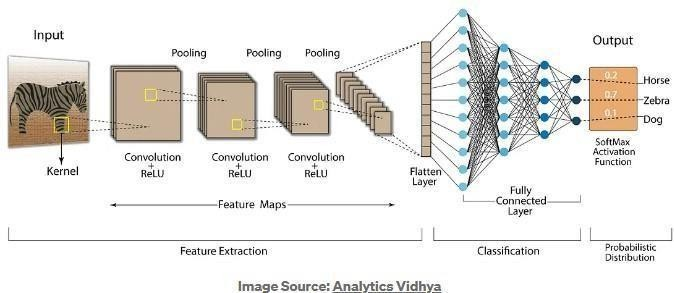 Input
Pooling
Pooling
Pooling
Output
Kernel
Convolution
+
ReLU
Convolution
+
ReLU
Convolution
+
ReLU
Feature Maps
Flatten
Layer
Fully
Connected
Layer
0.2
0.7
0.1
Horse
Zebra
Dog
SoftMax
Activation
Function
Feature Extraction
Classification
Probabilistic
Distribution
Image Source: Analytics Vidhya